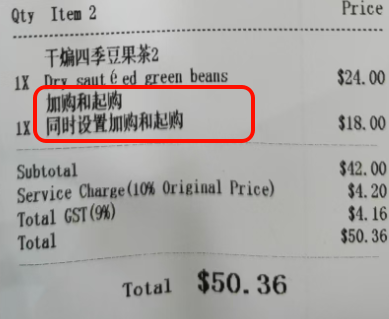 Qty Item 2 Price
干煸四季豆果茶2
1X Dry sauté ed green beans $24.00
加购和起购
1X 同时设置加购和起购 $18.00
Subtotal $42.00
Service Charge(10% Original Price) $4.20
Total GST(9%) $4.16
Total $50.36
Total $50.36